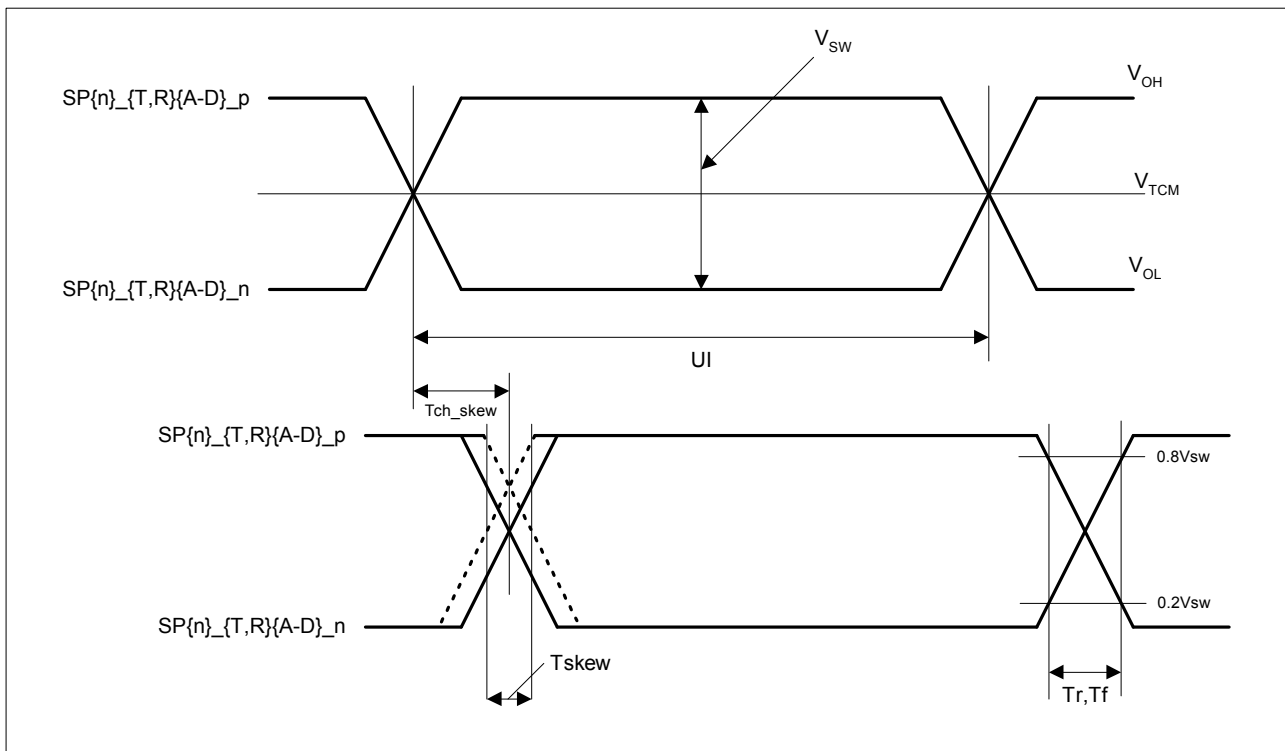 V_SW
SP{n}_{T,R}{A-D}_p
V_OH
V_TCM
SP{n}_{T,R}{A-D}_n
V_OL
UI
Tch_skew
SP{n}_{T,R}{A-D}_p
0.8Vsw
0.2Vsw
SP{n}_{T,R}{A-D}_n
Tskew
Tr,Tf